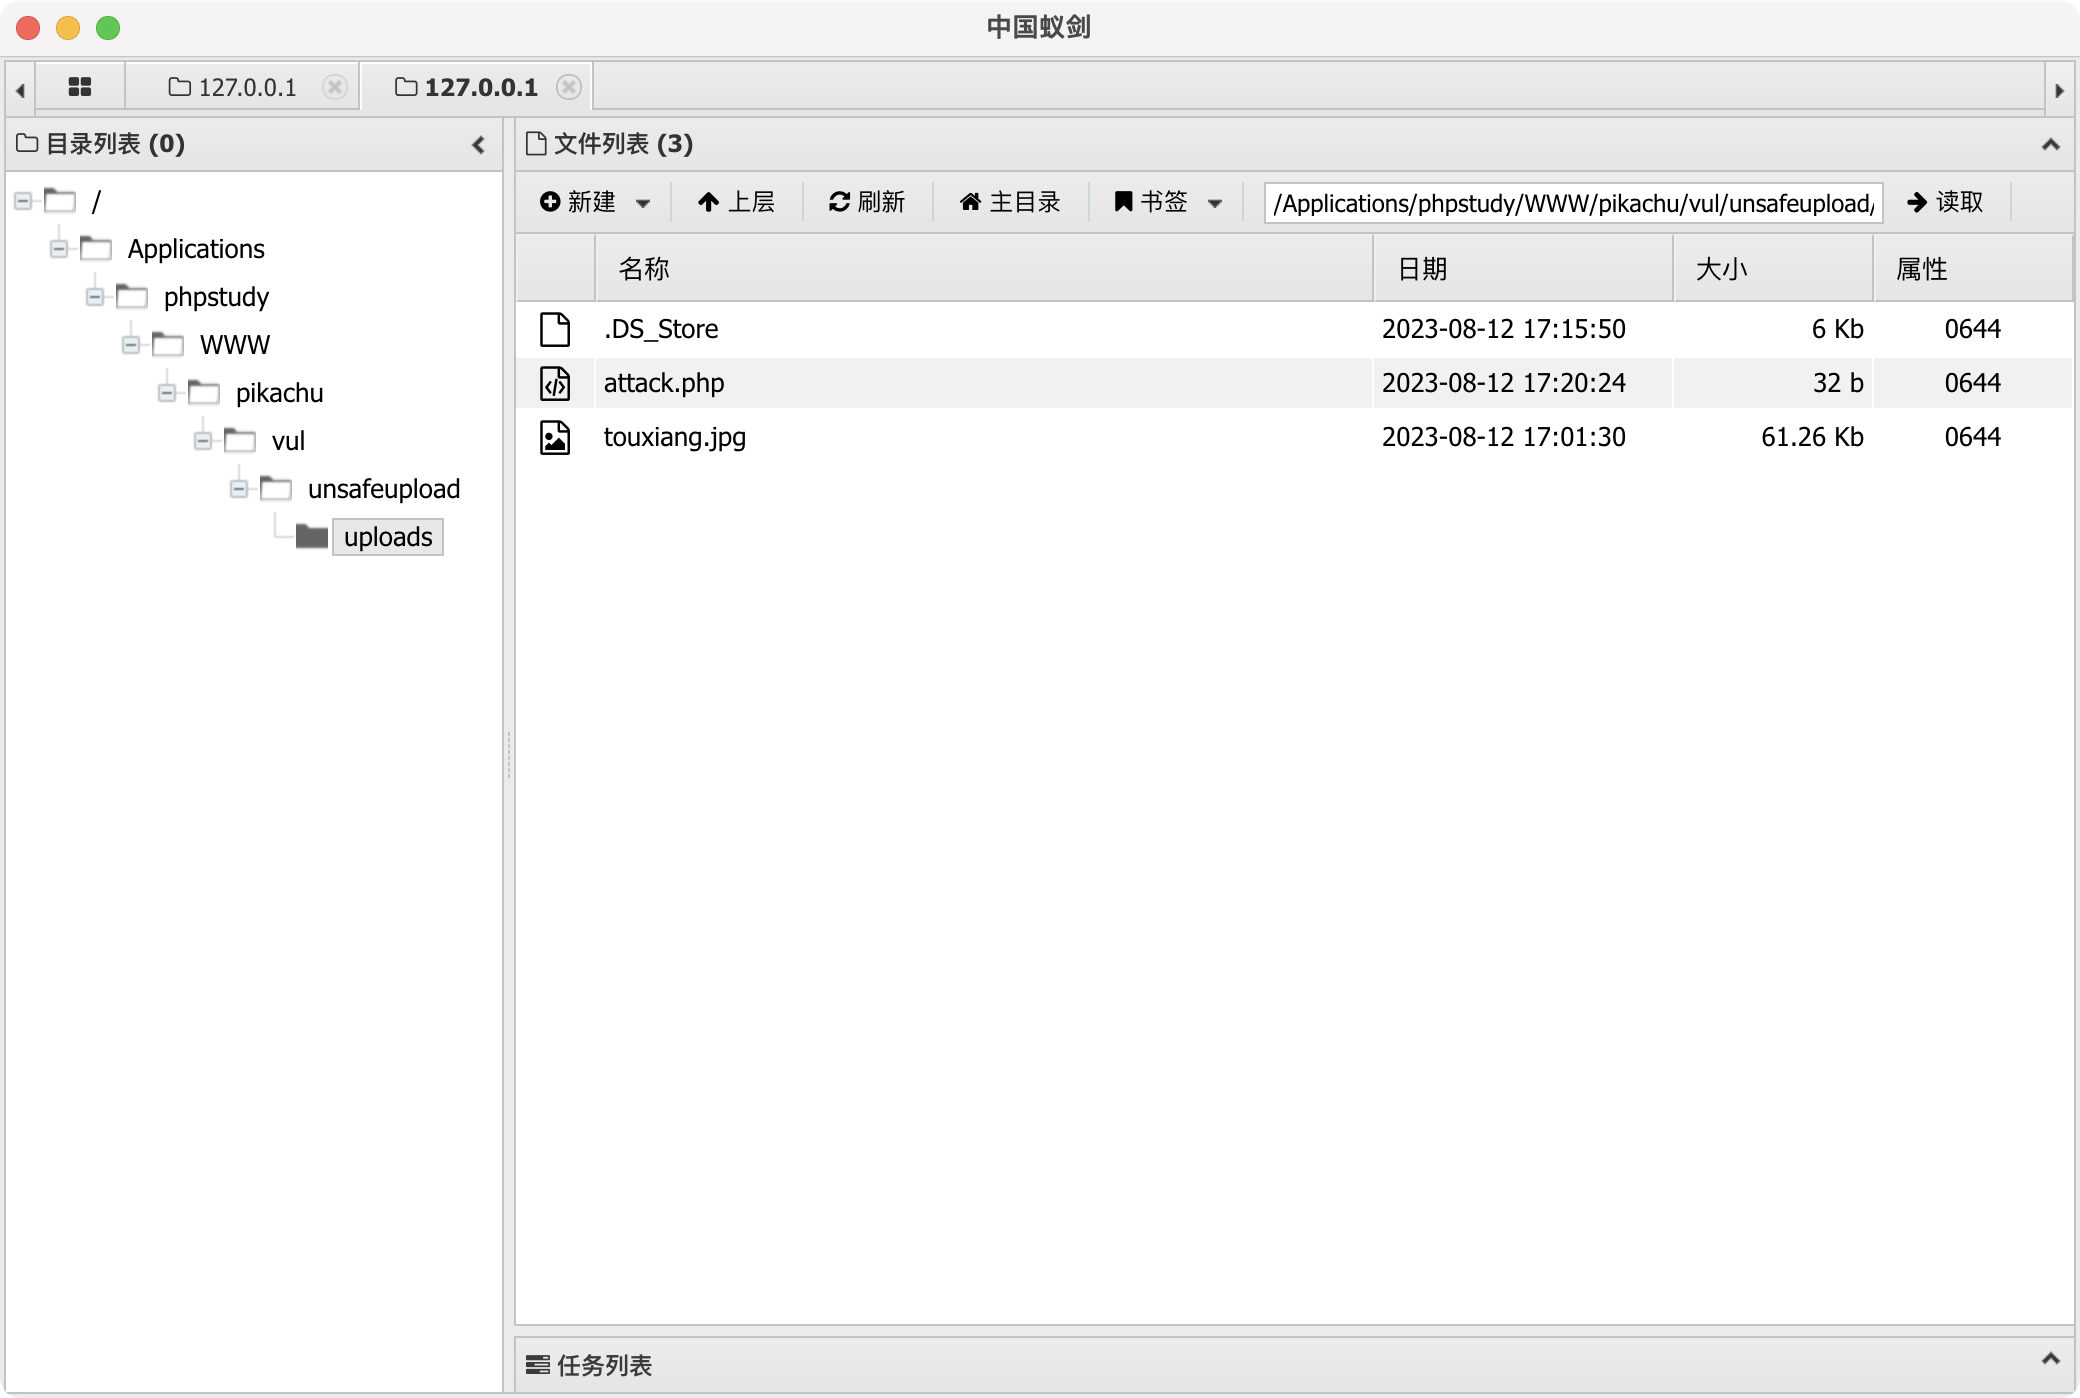 中国蚁剑
127.0.0.1
127.0.0.1
目录列表 (0)
/
Applications
phpstudy
WWW
pikachu
vul
unsafeupload
uploads
文件列表 (3)
新建 上层 刷新 主目录 书签 /Applications/phpstudy/WWW/pikachu/vul/unsafeupload/ 读取
名称 日期 大小 属性
.DS_Store 2023-08-12 17:15:50 6 Kb 0644
attack.php 2023-08-12 17:20:24 32 b 0644
touxiang.jpg 2023-08-12 17:01:30 61.26 Kb 0644
任务列表